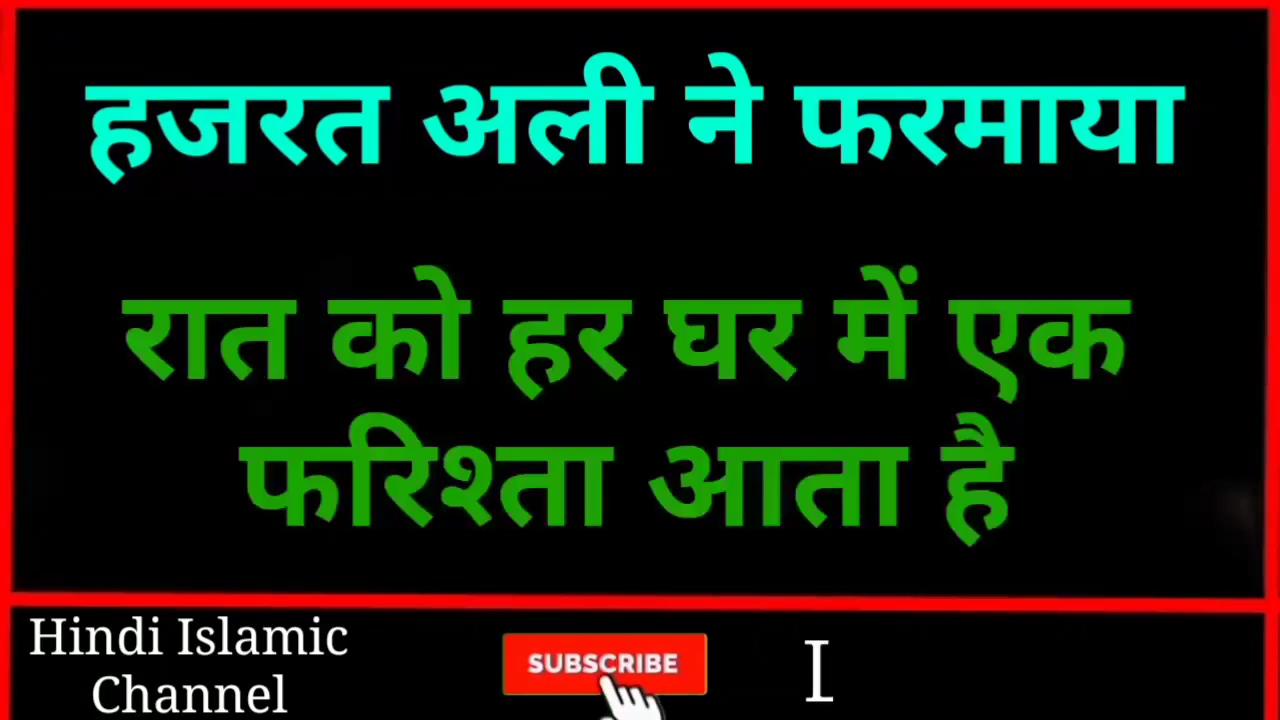 हजरत अली ने फरमाया
रात को हर घर में एक
फरिश्ता आता है
Hindi Islamic
Channel
SUBSCRIBE
I